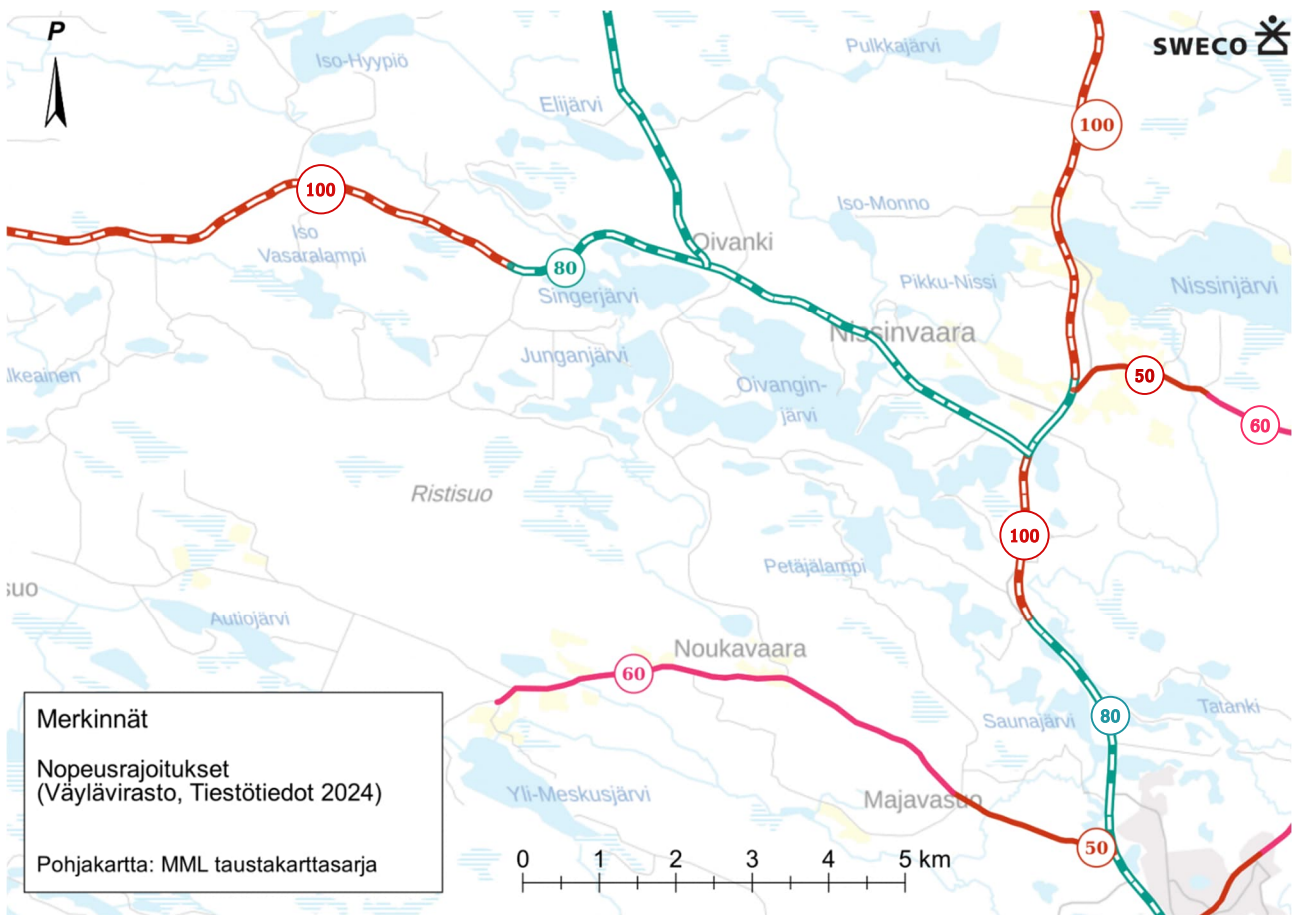 P
SWECO
Iso-Hyypiö
Pulkkajärvi
Elijärvi
100
100
Iso-Monno
Iso
Vasaralampi
Oivanki
80
Pikku-Nissi
Nissinjärvi
Singerjärvi
Nissinvaara
Junganjärvi
lkeainen
Oivangin-
järvi
50
60
Ristisuo
100
Petäjälampi
suo
Autiojärvi
Noukavaara
60
Saunajärvi
80
Tatanki
Yli-Meskusjärvi
Majavasuo
50
Merkinnät
Nopeusrajoitukset
(Väylävirasto, Tiestötiedot 2024)
Pohjakartta: MML taustakarttasarja
0 1 2 3 4 5 km